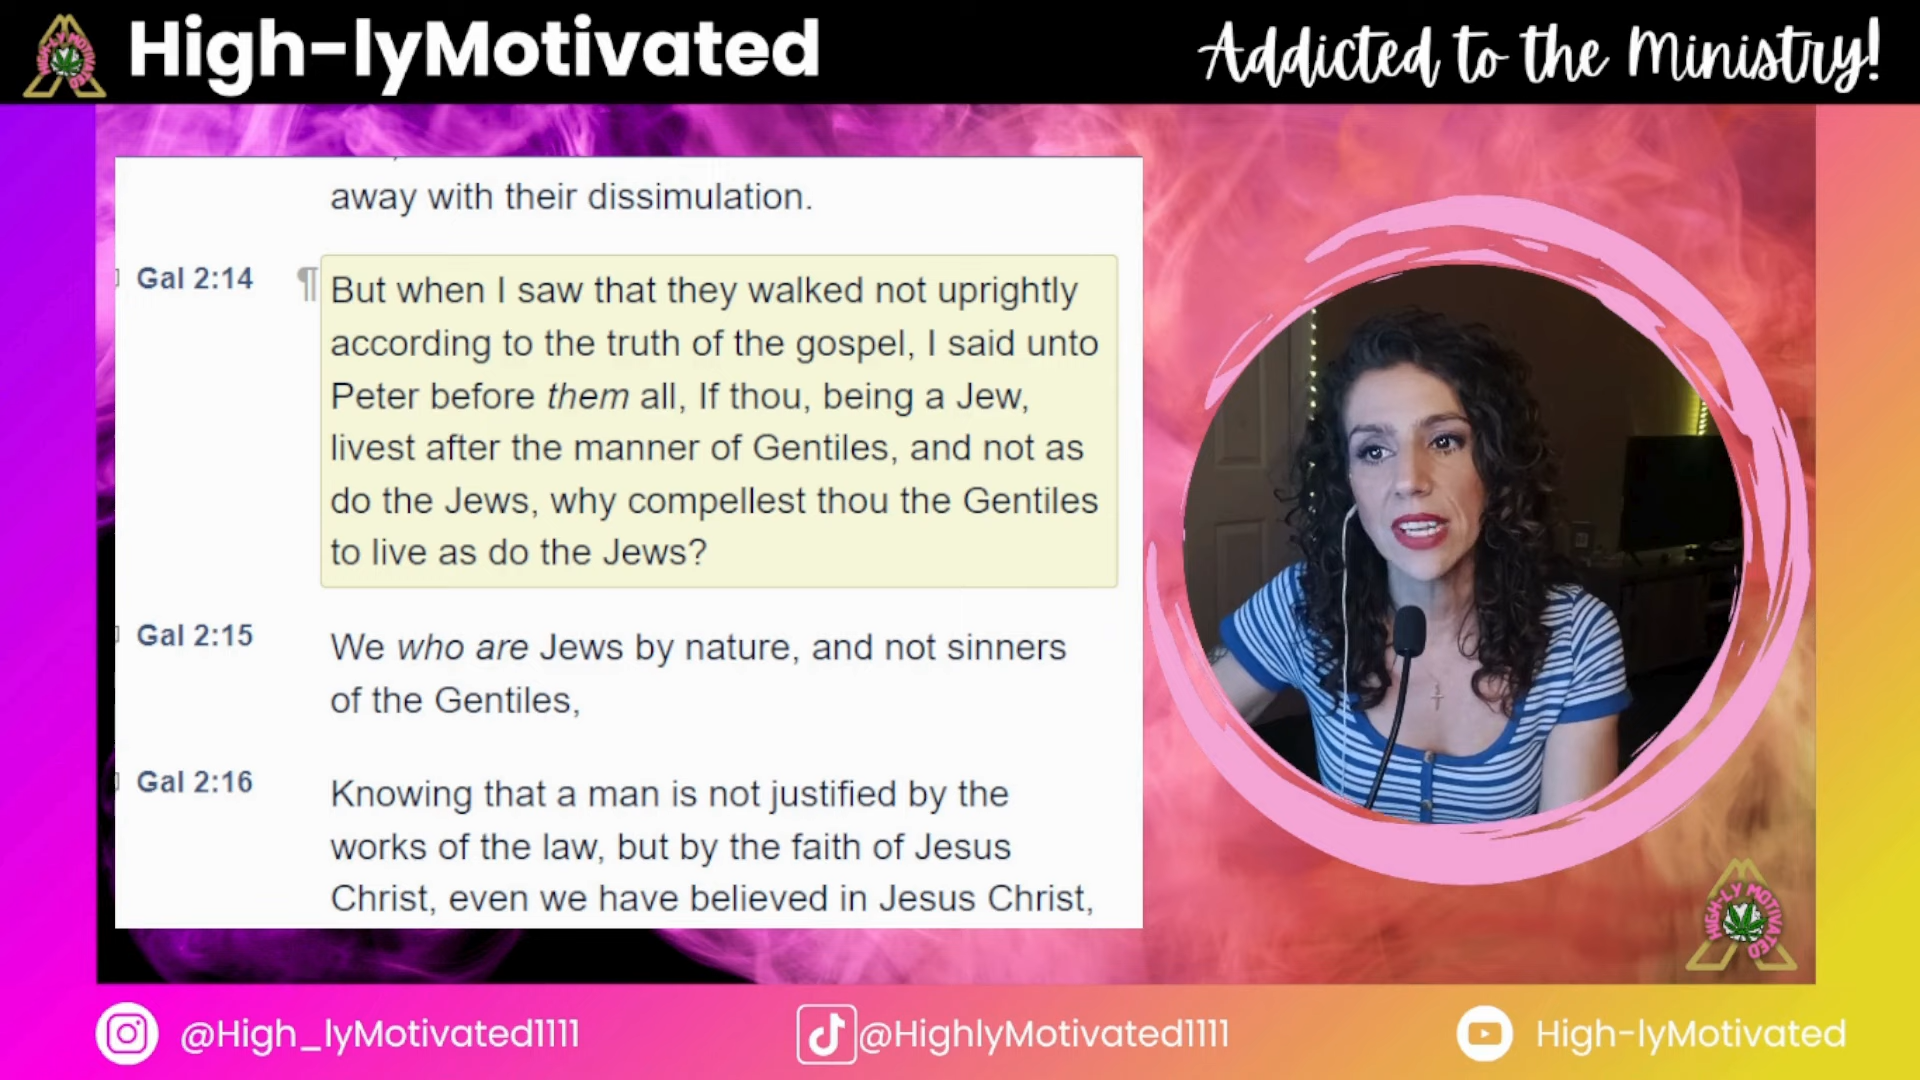 High-lyMotivated
Addicted to the Ministry!
away with their dissimulation.
Gal 2:14
¶ But when I saw that they walked not uprightly
according to the truth of the gospel, I said unto
Peter before them all, If thou, being a Jew,
livest after the manner of Gentiles, and not as
do the Jews, why compellest thou the Gentiles
to live as do the Jews?
Gal 2:15
We who are Jews by nature, and not sinners
of the Gentiles,
Gal 2:16
Knowing that a man is not justified by the
works of the law, but by the faith of Jesus
Christ, even we have believed in Jesus Christ,
HIGH-LY MOTIVATED
@High_lyMotivated1111
@HighlyMotivated1111
High-lyMotivated